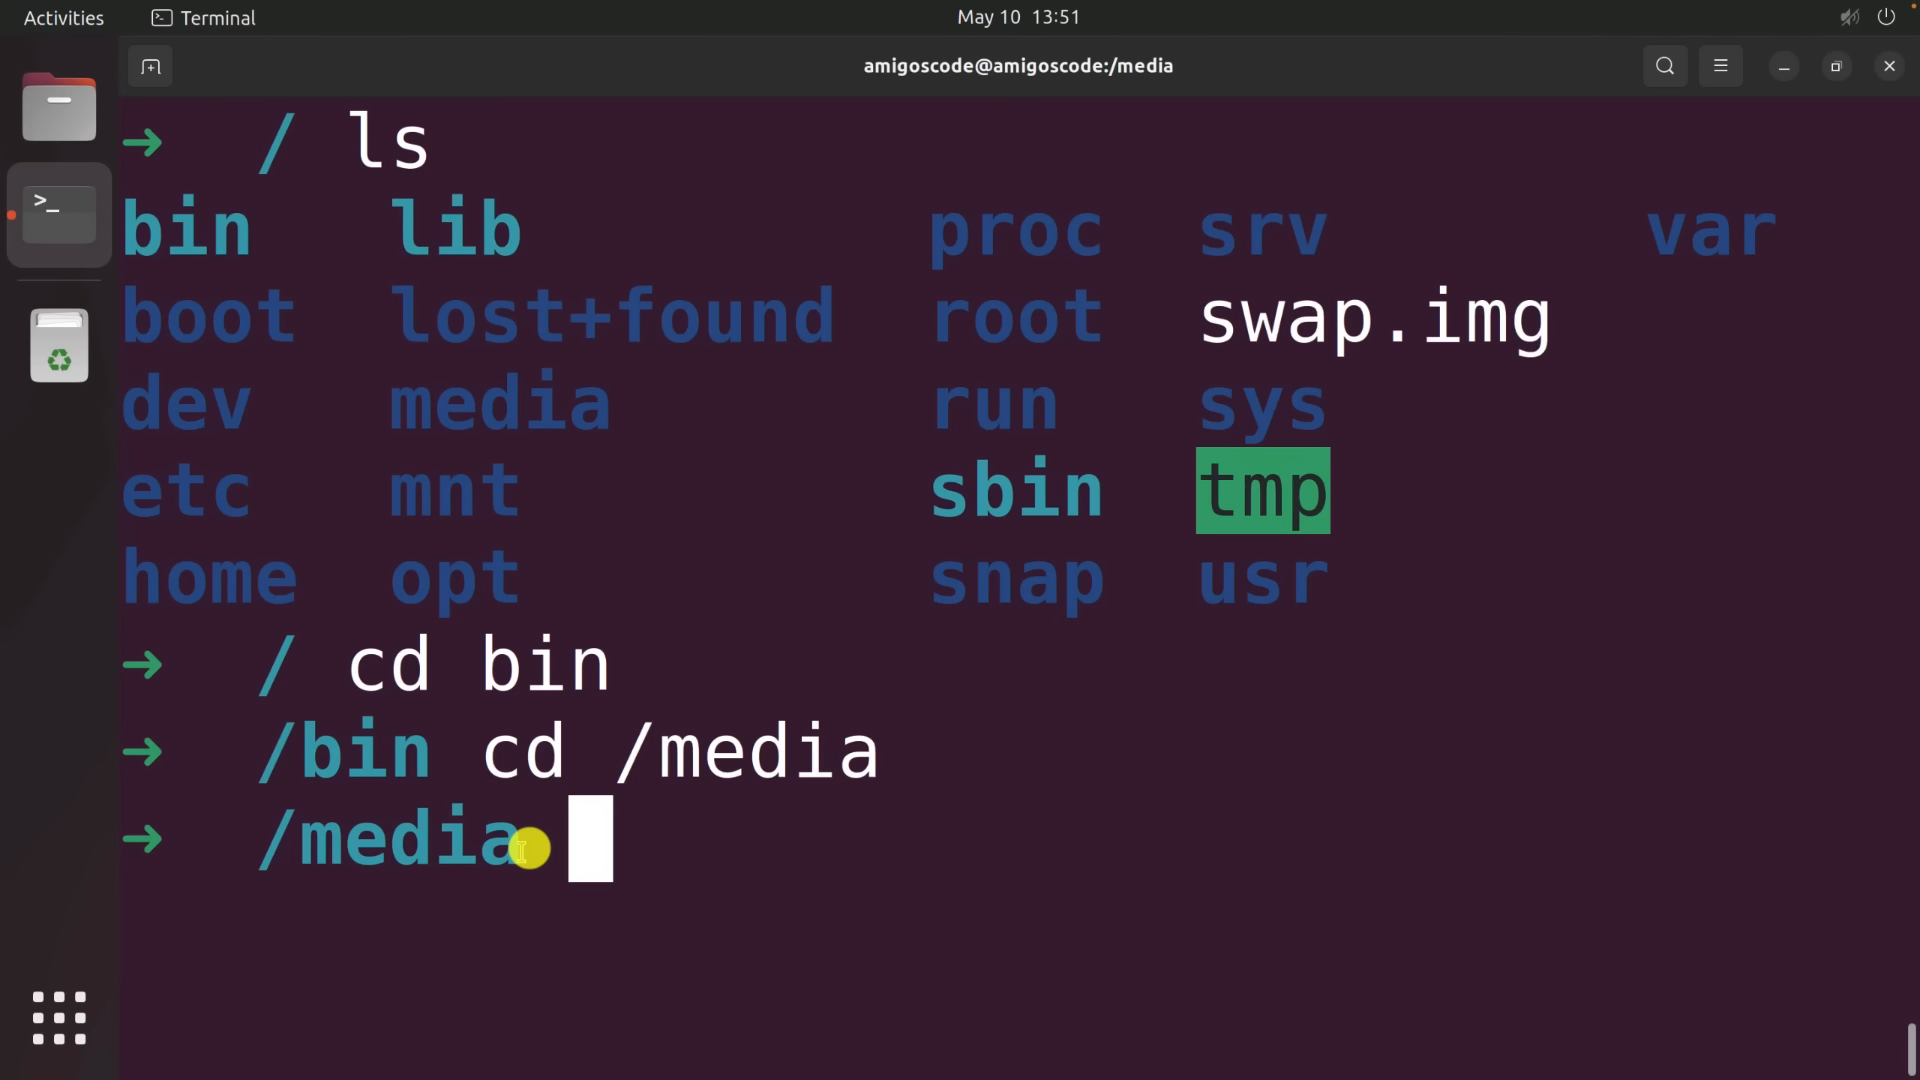 Activities Terminal May 10 13:51
amigoscode@amigoscode:/media
➜ / ls
bin lib proc srv var
boot lost+found root swap.img
dev media run sys
etc mnt sbin tmp
home opt snap usr
➜ / cd bin
➜ /bin cd /media
➜ /media
>_